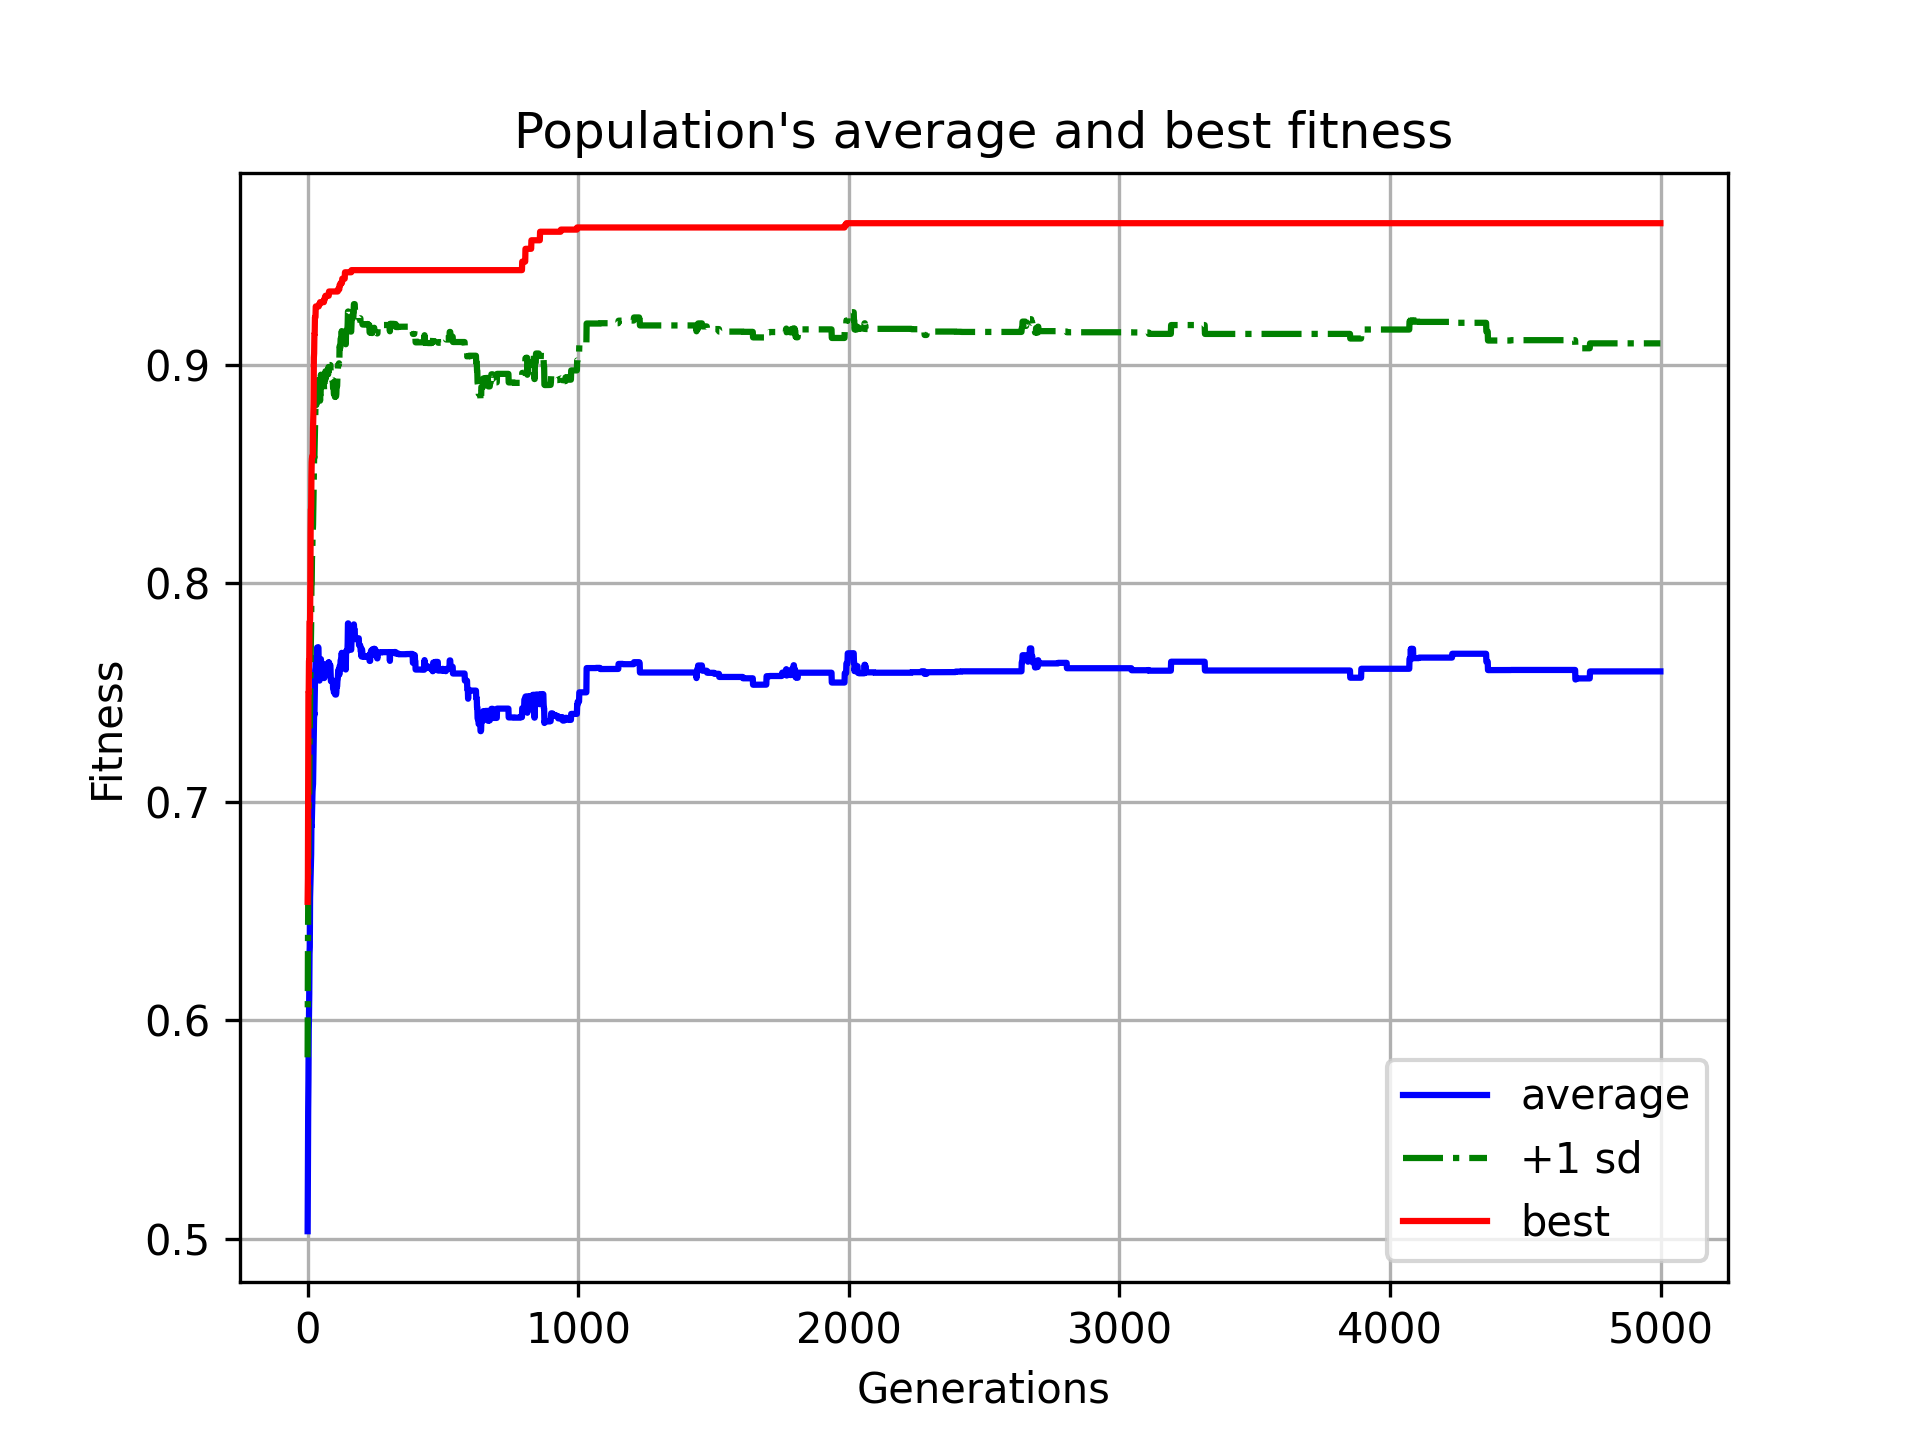 Population's average and best fitness
Fitness
0.9
0.8
0.7
0.6
0.5
0 1000 2000 3000 4000 5000
Generations
average
+1 sd
best